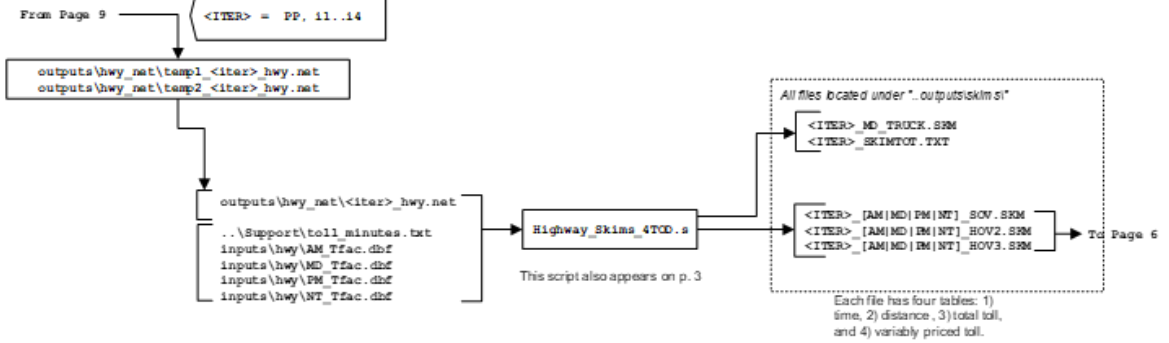 From Page 9
<ITER> = PP, i1..i4
outputs\hwy_net\temp1_<iter>_hwy.net
outputs\hwy_net\temp2_<iter>_hwy.net
All files located under "..outputs\skims\"
<ITER>_MD_TRUCK.SKM
<ITER>_SKIMTOT.TXT
outputs\hwy_net\<iter>_hwy.net
..\Support\toll_minutes.txt
inputs\hwy\AM_Tfac.dbf
inputs\hwy\MD_Tfac.dbf
inputs\hwy\PM_Tfac.dbf
inputs\hwy\NT_Tfac.dbf
Highway_Skims_4TOD.s
This script also appears on p. 3
<ITER>_[AM|MD|PM|NT]_SOV.SKM
<ITER>_[AM|MD|PM|NT]_HOV2.SKM
<ITER>_[AM|MD|PM|NT]_HOV3.SKM
To Page 6
Each file has four tables: 1)
time, 2) distance , 3) total toll,
and 4) variably priced toll.